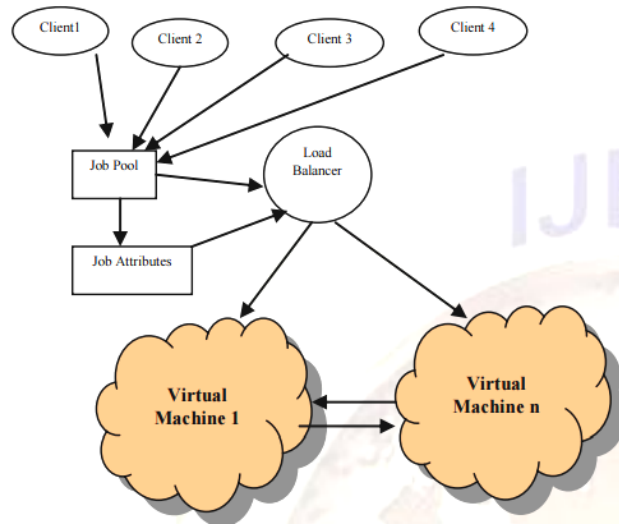 Client1
Client 2
Client 3
Client 4
Job Pool
Load
Balancer
Job Attributes
Virtual
Machine 1
Virtual
Machine n